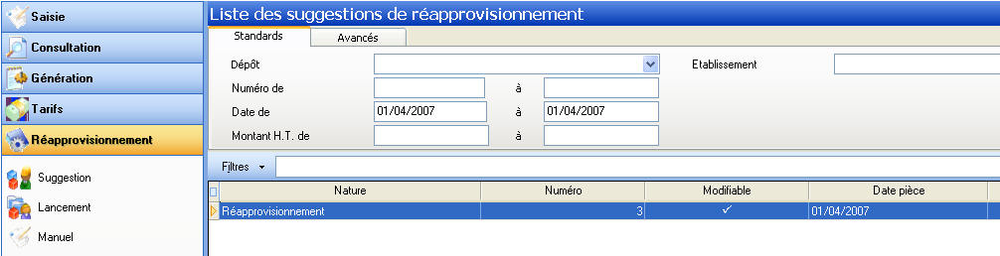 Saisie
Consultation
Génération
Tarifs
Réapprovisionnement
Suggestion
Lancement
Manuel
Liste des suggestions de réapprovisionnement
Standards Avancés
Dépôt Etablissement
Numéro de à
Date de 01/04/2007 à 01/04/2007
Montant H.T. de à
Filtres
Nature Numéro Modifiable Date pièce
Réapprovisionnement 3 ✓ 01/04/2007